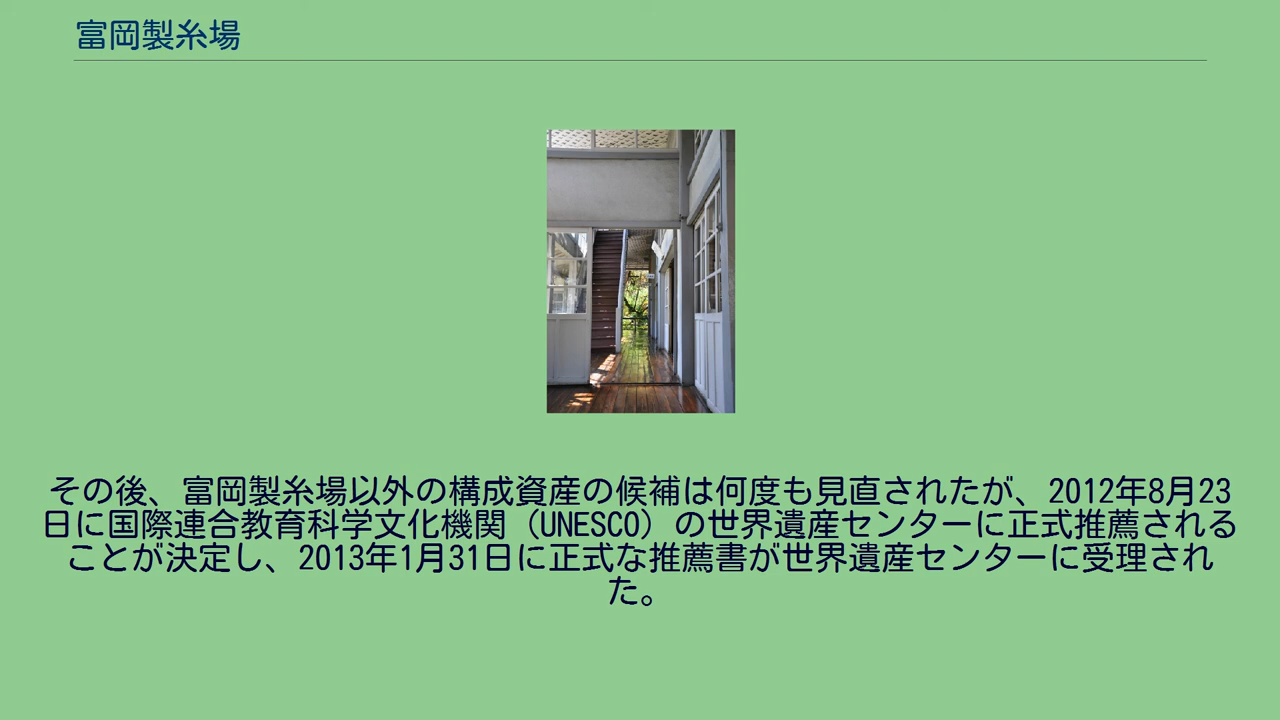 富岡製糸場
その後、富岡製糸場以外の構成資産の候補は何度も見直されたが、2012年8月23
日に国際連合教育科学文化機関（UNESCO）の世界遺産センターに正式推薦される
ことが決定し、2013年1月31日に正式な推薦書が世界遺産センターに受理され
た。